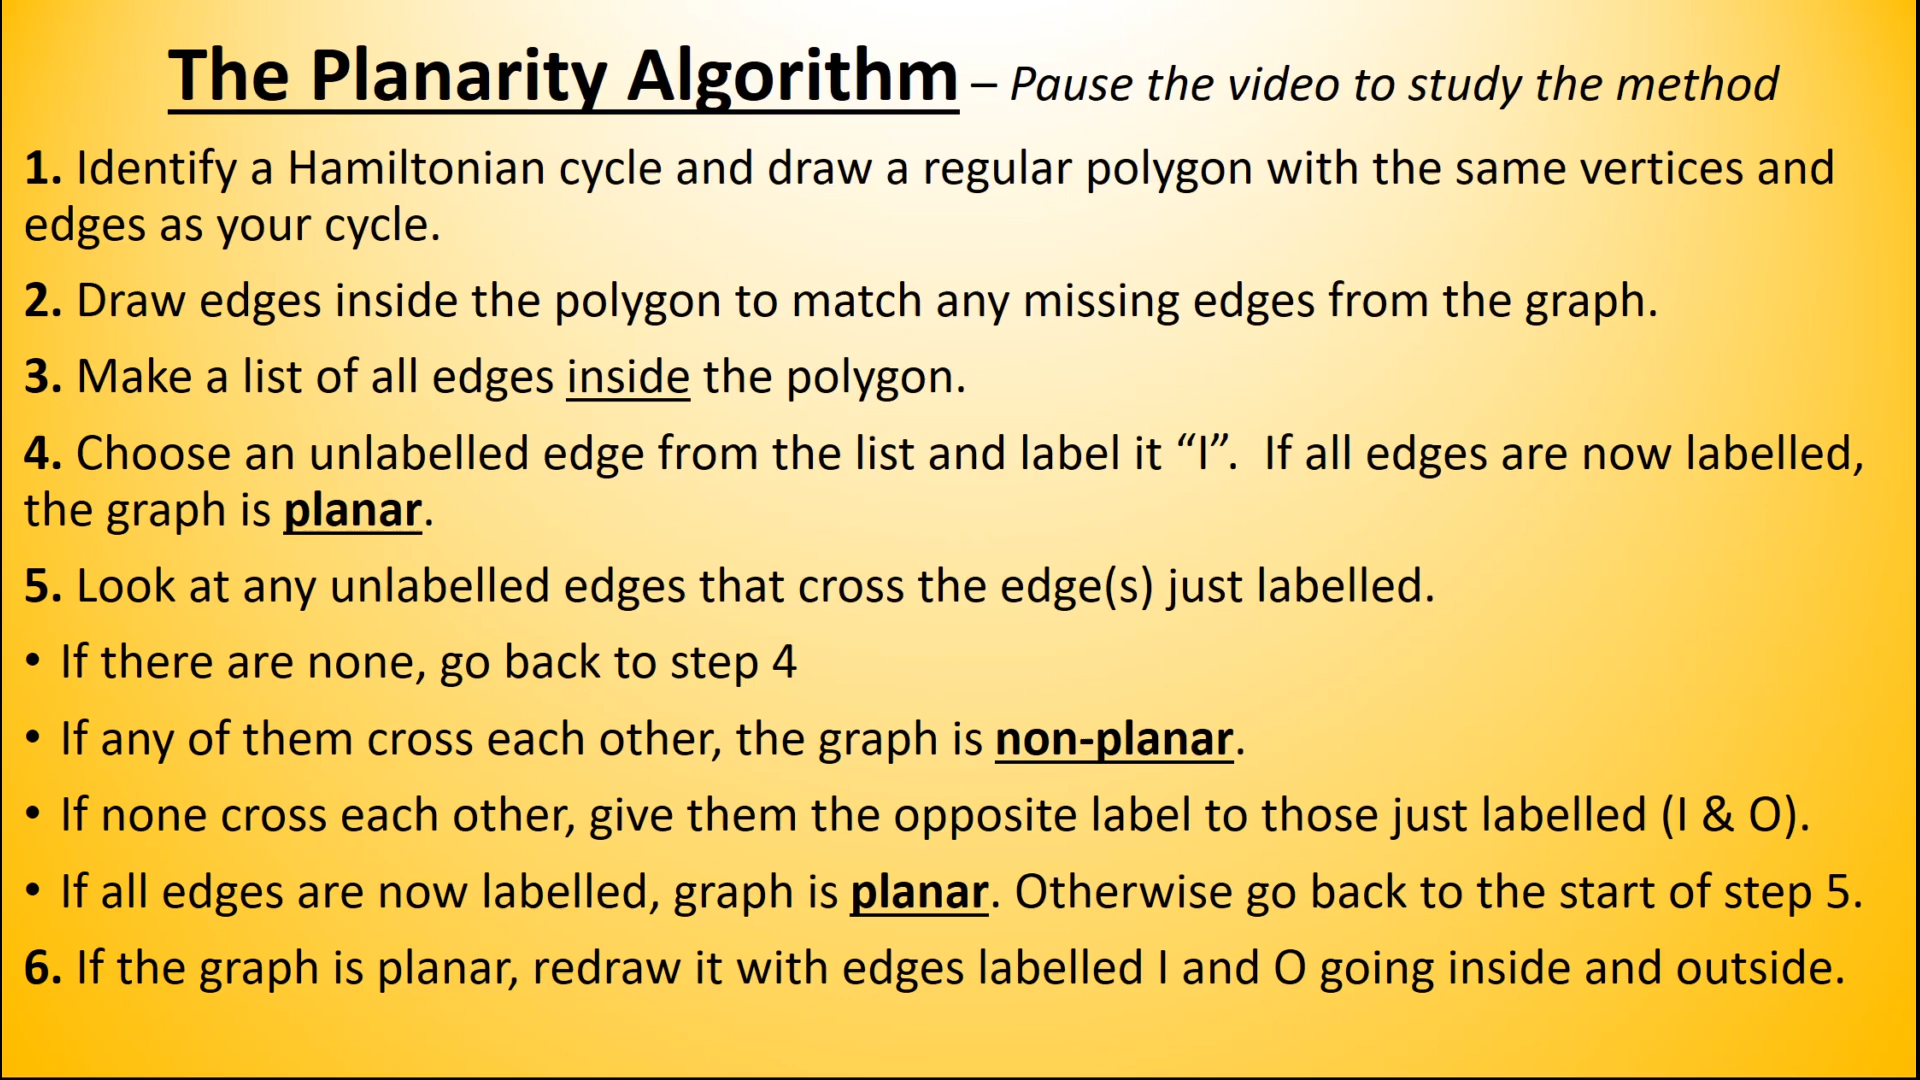 The Planarity Algorithm – Pause the video to study the method
1. Identify a Hamiltonian cycle and draw a regular polygon with the same vertices and
edges as your cycle.
2. Draw edges inside the polygon to match any missing edges from the graph.
3. Make a list of all edges inside the polygon.
4. Choose an unlabelled edge from the list and label it “I”. If all edges are now labelled,
the graph is planar.
5. Look at any unlabelled edges that cross the edge(s) just labelled.
• If there are none, go back to step 4
• If any of them cross each other, the graph is non-planar.
• If none cross each other, give them the opposite label to those just labelled (I & O).
• If all edges are now labelled, graph is planar. Otherwise go back to the start of step 5.
6. If the graph is planar, redraw it with edges labelled I and O going inside and outside.